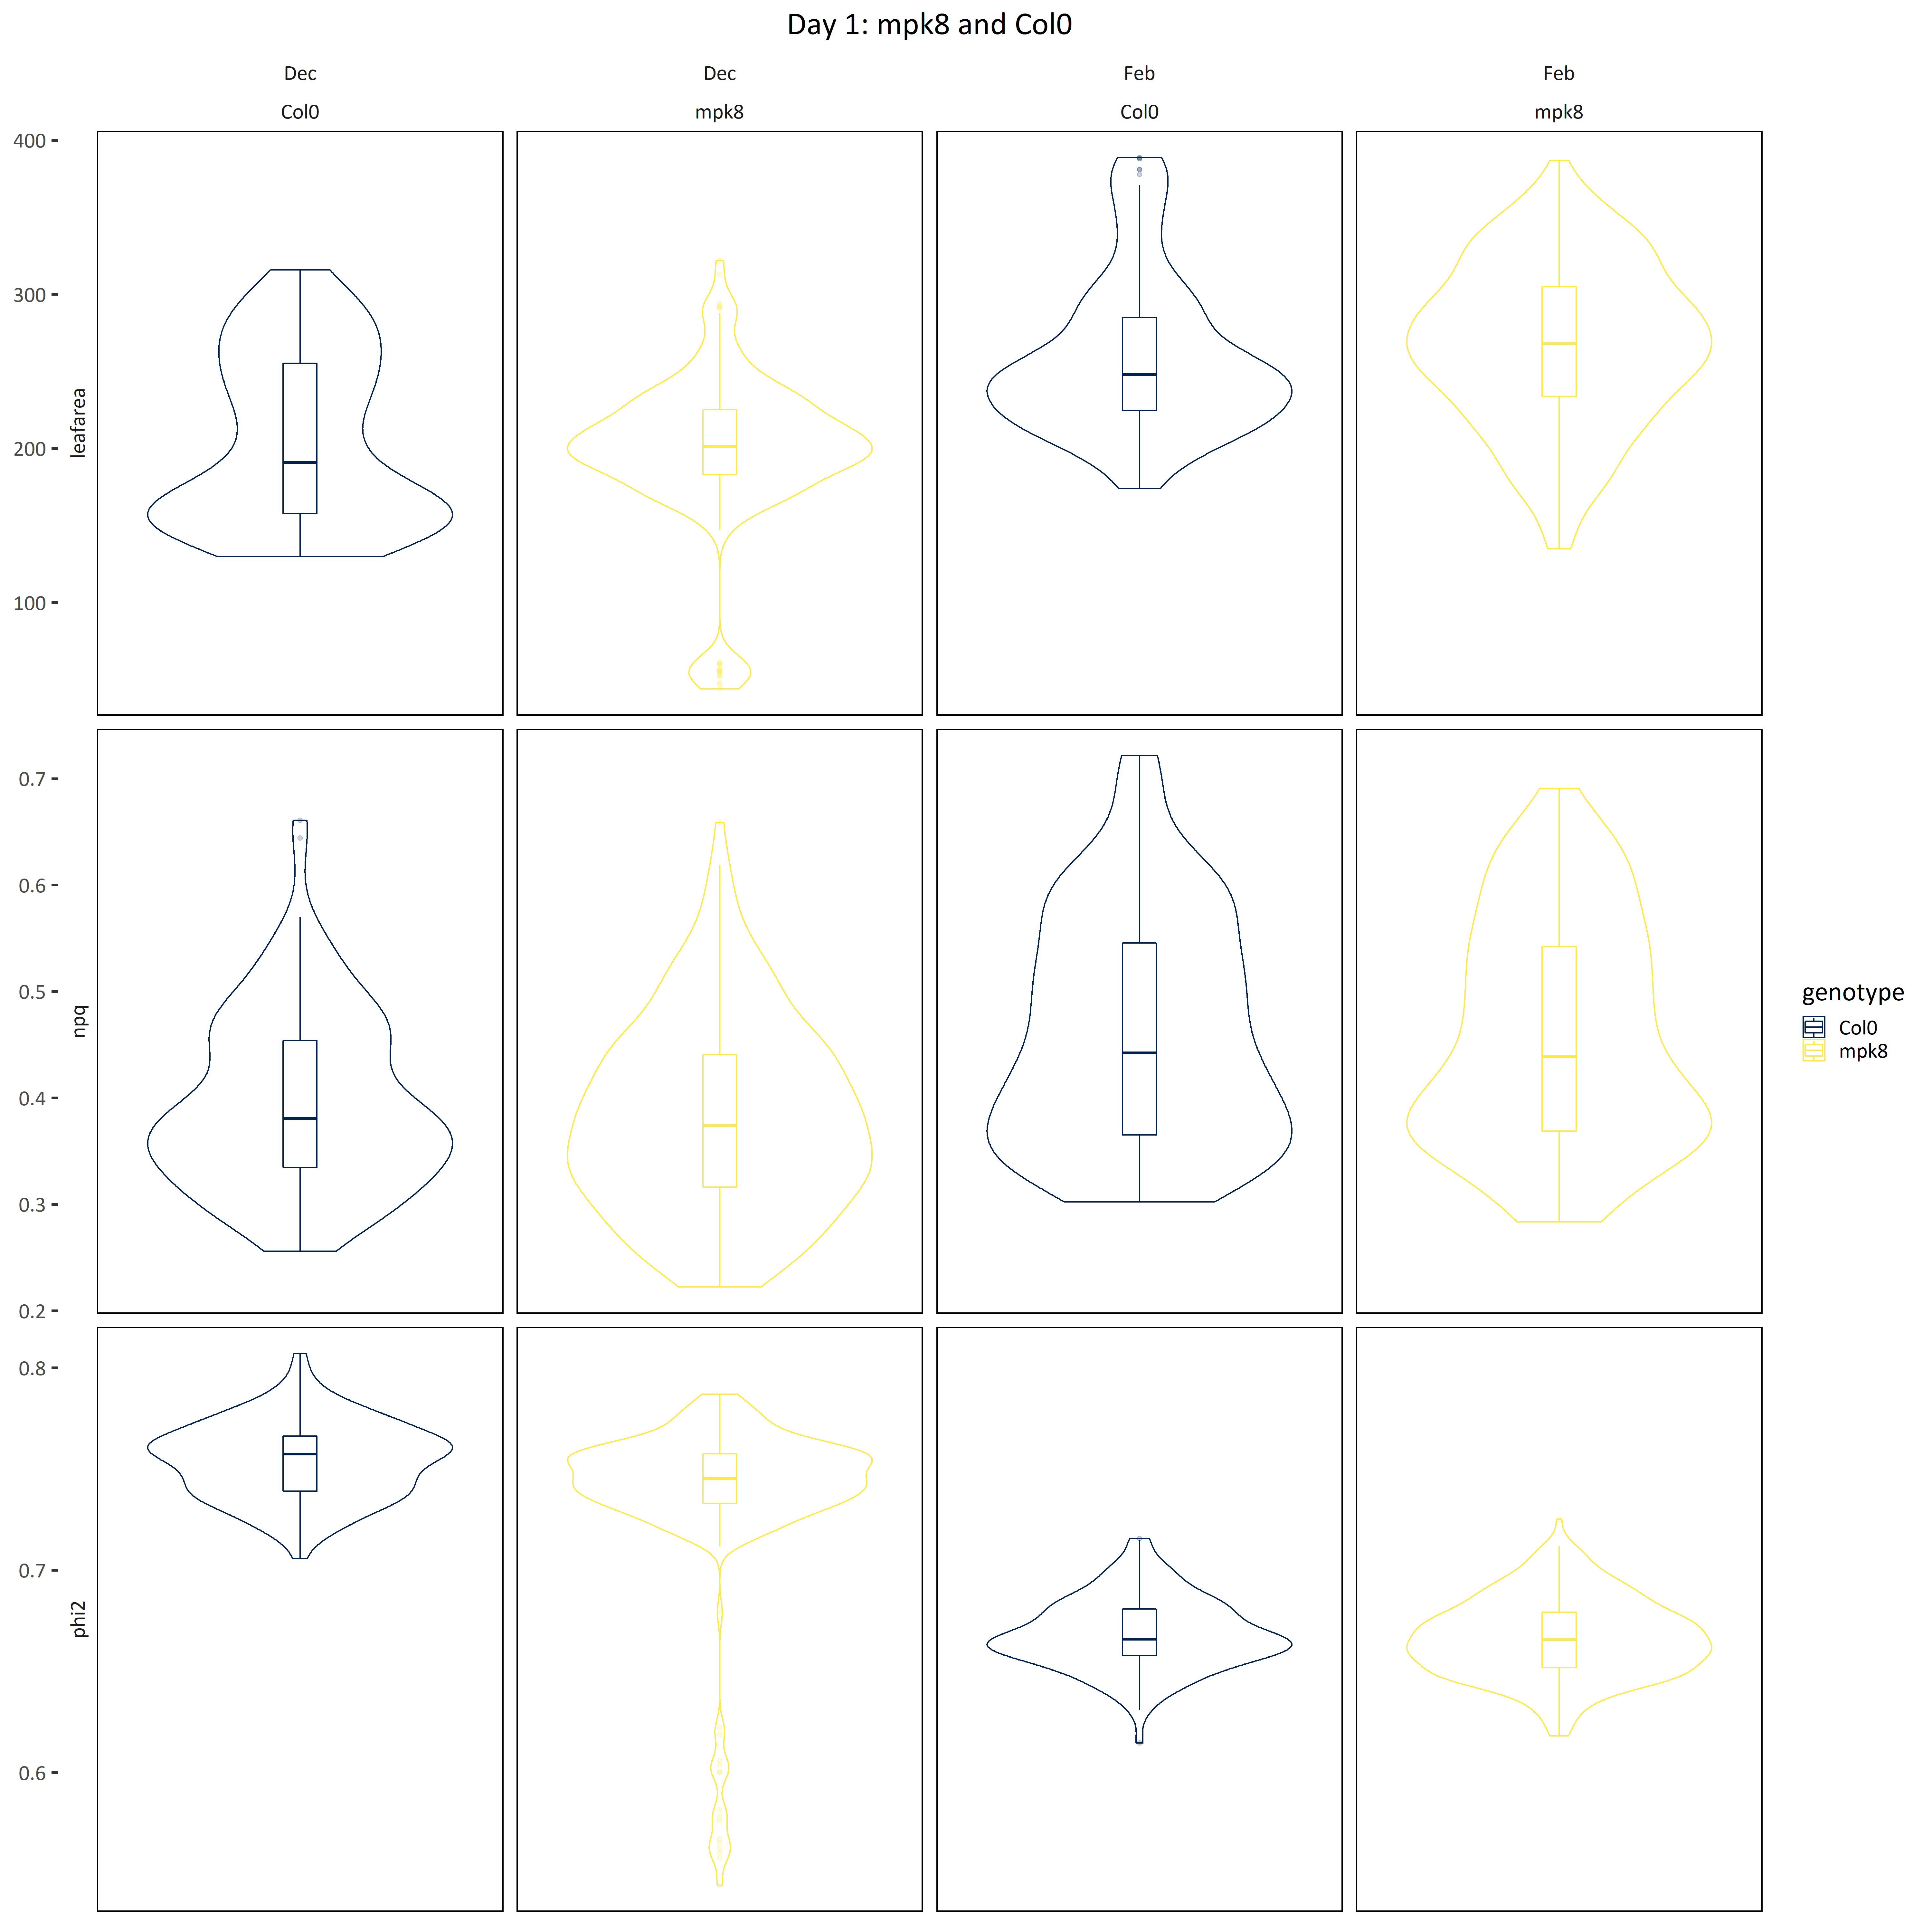 Day 1: mpk8 and Col0
Dec
Dec
Feb
Feb
Col0
mpk8
Col0
mpk8
400
300
200
100
leafarea
0.7
0.6
0.5
0.4
0.3
0.2
npq
0.8
0.7
0.6
phi2
genotype
Col0
mpk8